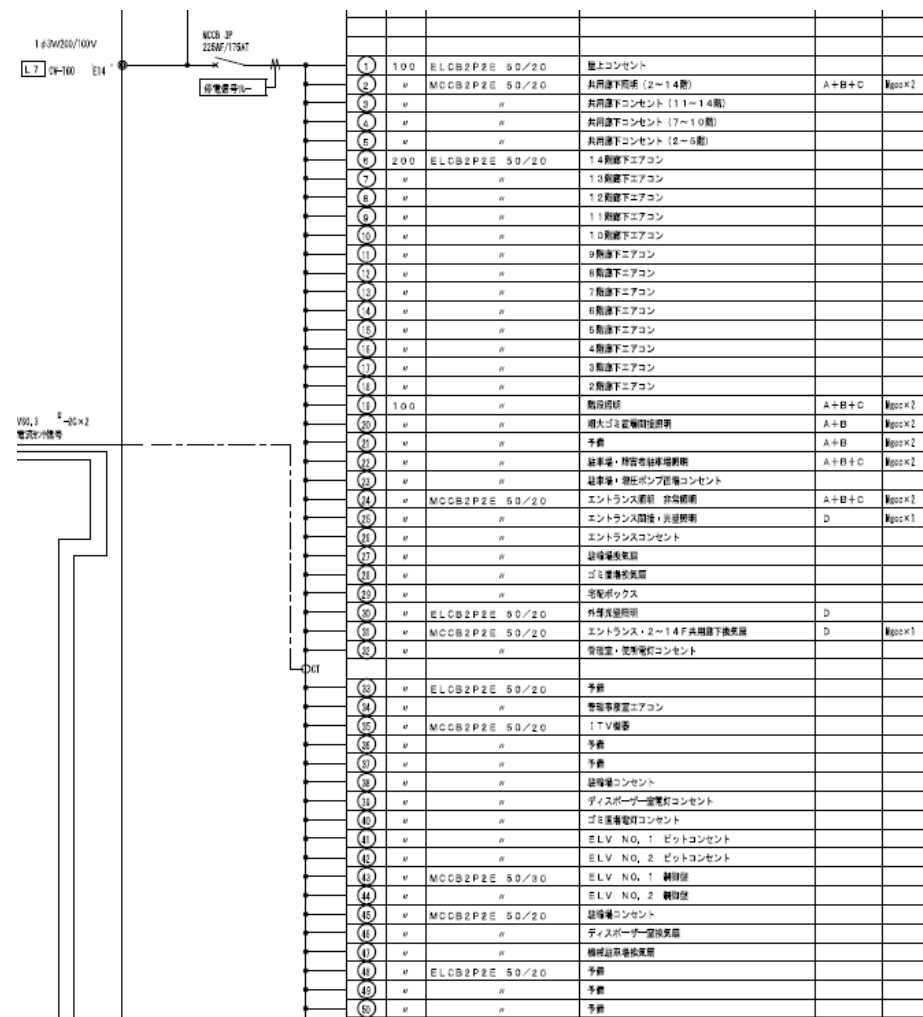 1φ3W200/100V
MCCB 3P
225AF/175AT
L7 CV-T60 E14
① 100 ELCB2P2E 50/20 屋上コンセント
② 〃 MCCB2P2E 50/20 共用廊下照明（2～14階） A+B+C Mgcc×2
③ 〃 〃 共用廊下コンセント（11～14階）
④ 〃 〃 共用廊下コンセント（7～10階）
⑤ 〃 〃 共用廊下コンセント（2～6階）
⑥ 200 ELCB2P2E 50/20 14階廊下エアコン
⑦ 〃 〃 13階廊下エアコン
⑧ 〃 〃 12階廊下エアコン
⑨ 〃 〃 11階廊下エアコン
⑩ 〃 〃 10階廊下エアコン
⑪ 〃 〃 9階廊下エアコン
⑫ 〃 〃 8階廊下エアコン
⑬ 〃 〃 7階廊下エアコン
⑭ 〃 〃 6階廊下エアコン
⑮ 〃 〃 5階廊下エアコン
⑯ 〃 〃 4階廊下エアコン
⑰ 〃 〃 3階廊下エアコン
⑱ 〃 〃 2階廊下エアコン
⑲ 100 〃 階段照明 A+B+C Mgcc×2
⑳ 〃 〃 粗大ゴミ置場間接照明 A+B Mgcc×2
㉑ 〃 〃 予備 A+B Mgcc×2
㉒ 〃 〃 駐車場・障害者駐車場照明 A+B+C Mgcc×2
㉓ 〃 〃 駐車場・増圧ポンプ置場コンセント
㉔ 〃 MCCB2P2E 50/20 エントランス照明 非常照明 A+B+C Mgcc×2
㉕ 〃 〃 エントランス間接・光壁照明 D Mgcc×1
㉖ 〃 〃 エントランスコンセント
㉗ 〃 〃 駐輪場換気扇
㉘ 〃 〃 ゴミ置場換気扇
㉙ 〃 〃 宅配ボックス
㉚ 〃 ELCB2P2E 50/20 外部光壁照明 D
㉛ 〃 MCCB2P2E 50/20 エントランス・2～14F共用廊下換気扇 D Mgcc×1
㉜ 〃 〃 管理室・便所電灯コンセント
CT
㉝ 〃 ELCB2P2E 50/20 予備
㉞ 〃 〃 管理事務室エアコン
㉟ 〃 MCCB2P2E 50/20 ITV機器
㊱ 〃 〃 予備
㊲ 〃 〃 予備
㊳ 〃 〃 駐輪場コンセント
㊴ 〃 〃 ディスポーザー室電灯コンセント
㊵ 〃 〃 ゴミ置場電灯コンセント
㊶ 〃 〃 ELV NO．1 ピットコンセント
㊷ 〃 〃 ELV NO．2 ピットコンセント
㊸ 〃 MCCB2P2E 50/30 ELV NO．1 制御盤
㊹ 〃 〃 ELV NO．2 制御盤
㊺ 〃 MCCB2P2E 50/20 駐輪場コンセント
㊻ 〃 〃 ディスポーザー室換気扇
㊼ 〃 〃 機械駐車場換気扇
㊽ 〃 ELCB2P2E 50/20 予備
㊾ 〃 〃 予備
㊿ 〃 〃 予備